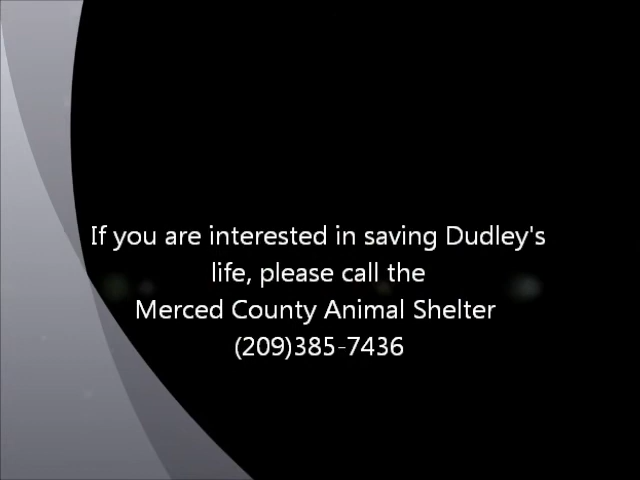 If you are interested in saving Dudley's
life, please call the
Merced County Animal Shelter
(209)385-7436